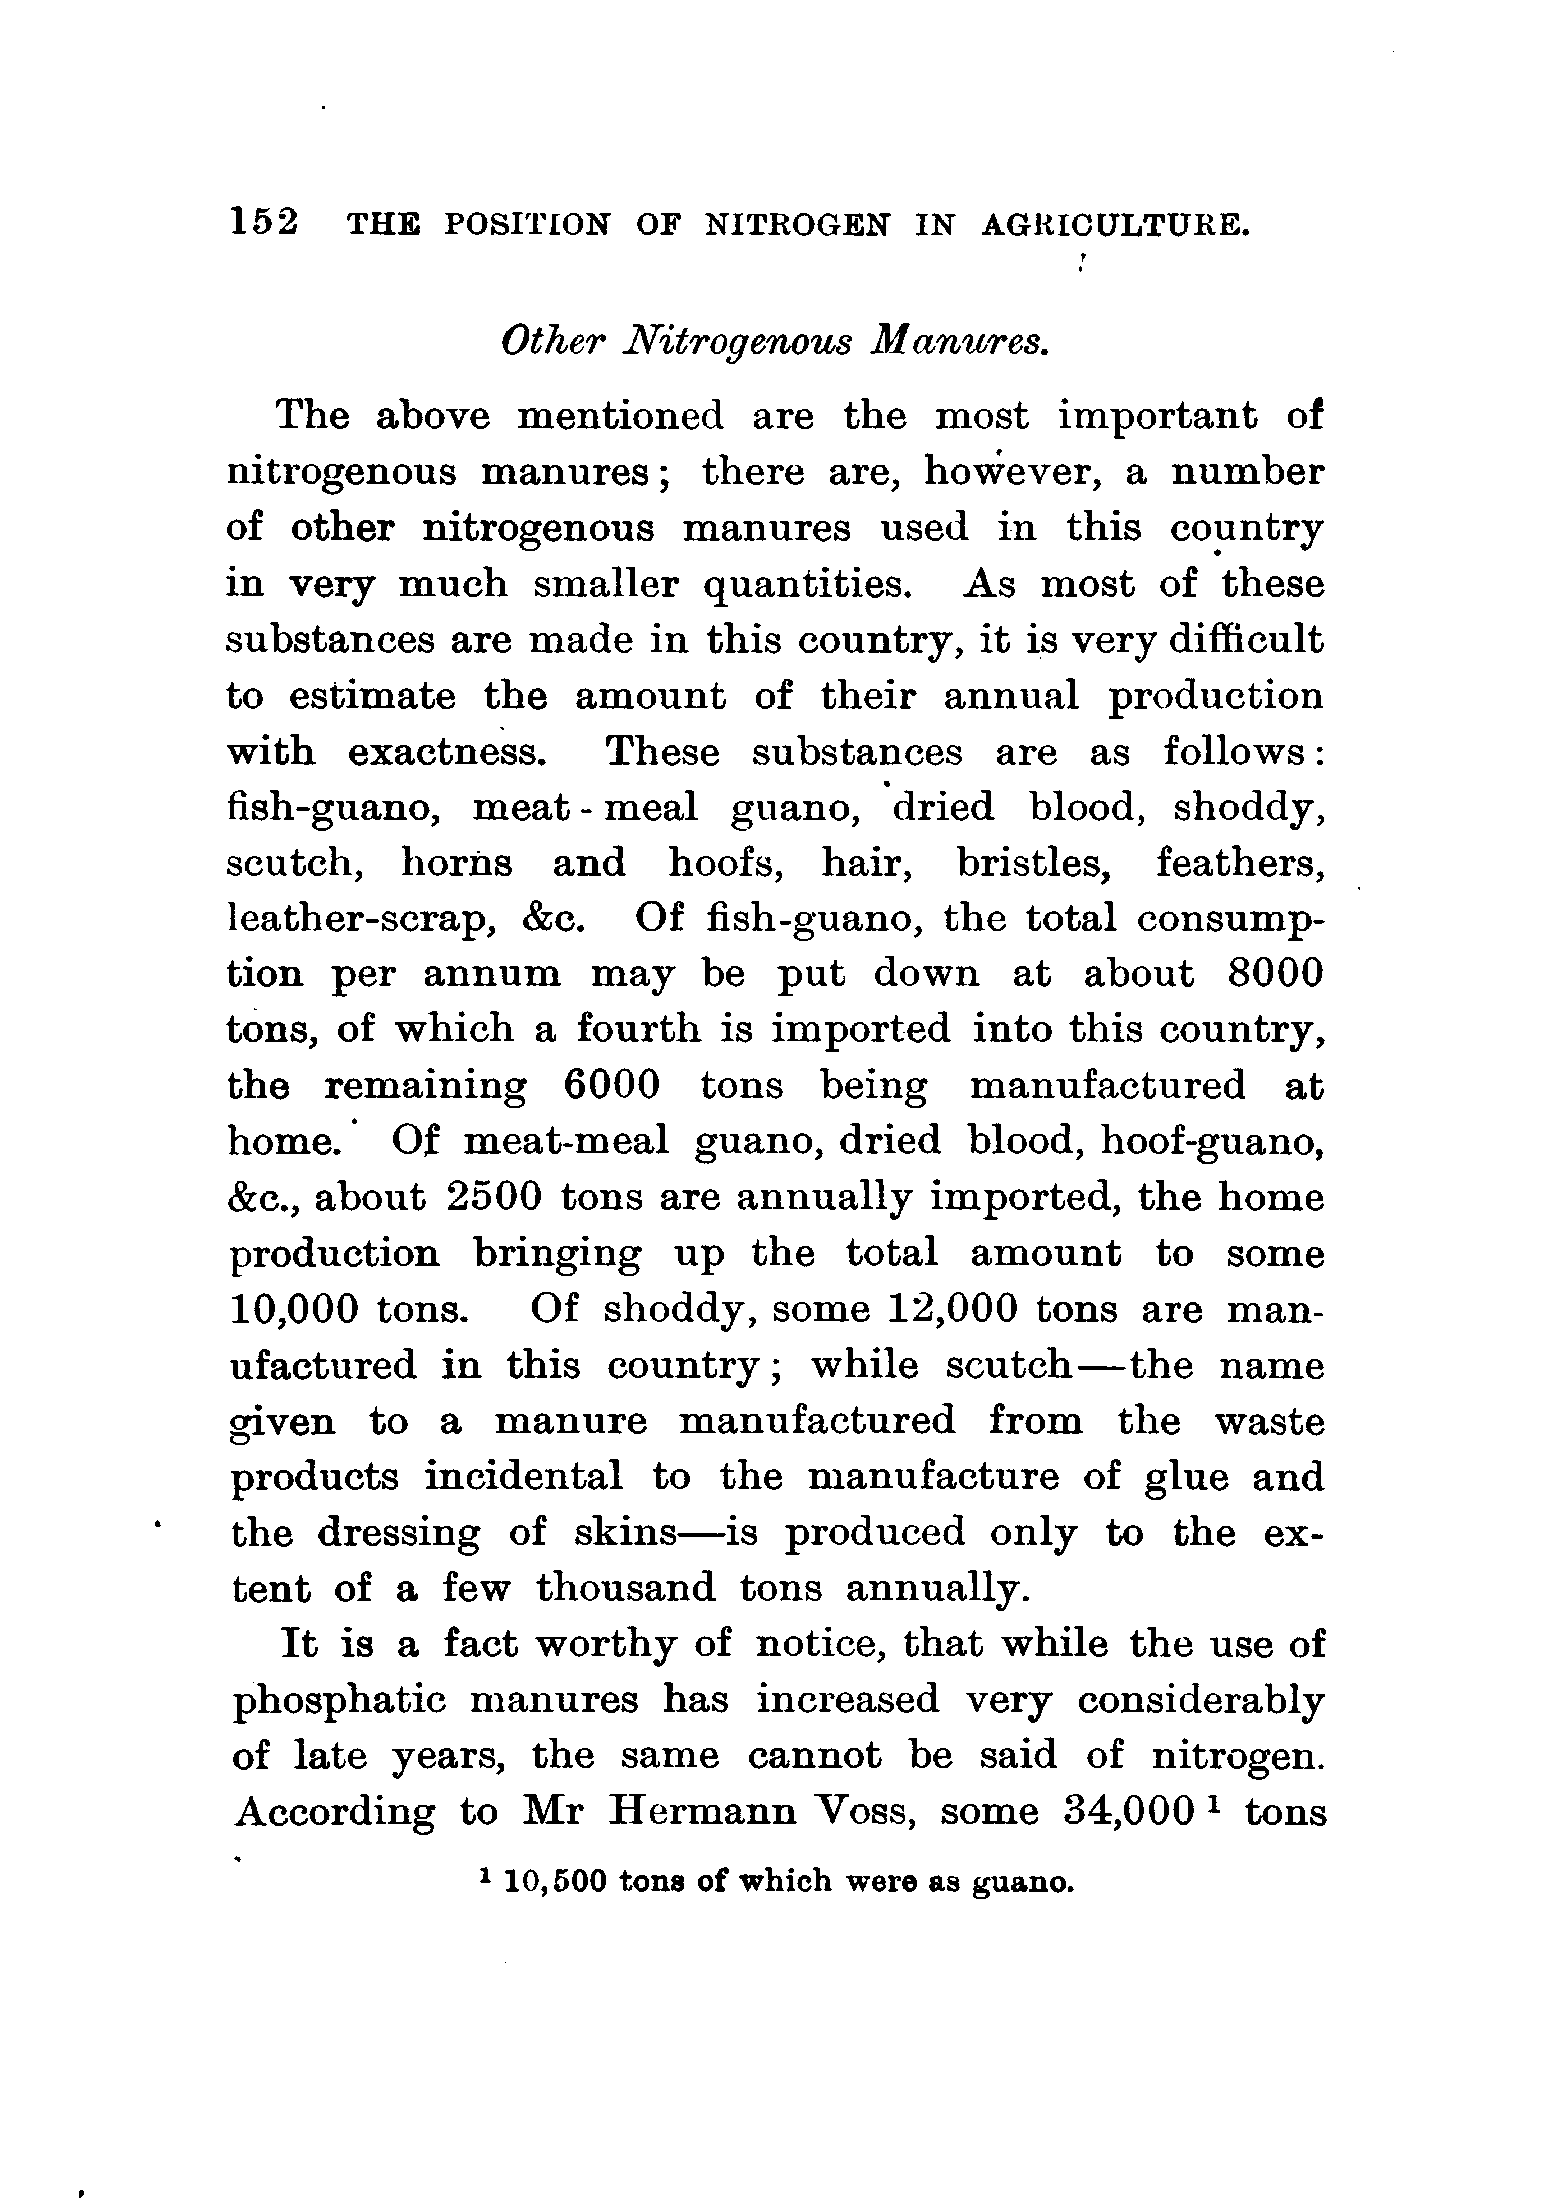 152 THE POSITION OF NITROGEN IN AGRICULTURE.
Other Nitrogenous Manures.
The above mentioned are the most important of
nitrogenous manures; there are, however, a number
of other nitrogenous manures used in this country
in very much smaller quantities. As most of these
substances are made in this country, it is very difficult
to estimate the amount of their annual production
with exactness. These substances are as follows:
fish-guano, meat-meal guano, dried blood, shoddy,
scutch, horns and hoofs, hair, bristles, feathers,
leather-scrap, &c. Of fish-guano, the total consump-
tion per annum may be put down at about 8000
tons, of which a fourth is imported into this country,
the remaining 6000 tons being manufactured at
home. Of meat-meal guano, dried blood, hoof-guano,
&c., about 2500 tons are annually imported, the home
production bringing up the total amount to some
10,000 tons. Of shoddy, some 12,000 tons are man-
ufactured in this country; while scutch—the name
given to a manure manufactured from the waste
products incidental to the manufacture of glue and
the dressing of skins—is produced only to the ex-
tent of a few thousand tons annually.
It is a fact worthy of notice, that while the use of
phosphatic manures has increased very considerably
of late years, the same cannot be said of nitrogen.
According to Mr Hermann Voss, some 34,000 ¹ tons
¹ 10,500 tons of which were as guano.